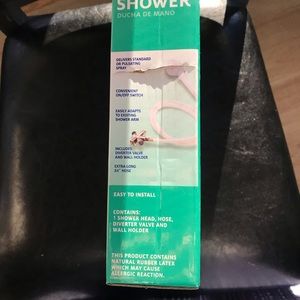 SHOWER
DUCHA DE MANO
DELIVERS STANDARD
OR PULSATING
SPRAY
CONVENIENT
ON/OFF SWITCH
EASILY ADAPTS
TO EXISTING
SHOWER ARM
INCLUDES
DIVERTER VALVE
AND WALL HOLDER
EXTRA LONG
84" HOSE
EASY TO INSTALL
CONTAINS:
1 SHOWER HEAD, HOSE,
DIVERTER VALVE AND
WALL HOLDER
THIS PRODUCT CONTAINS
NATURAL RUBBER LATEX
WHICH MAY CAUSE
ALLERGIC REACTION.